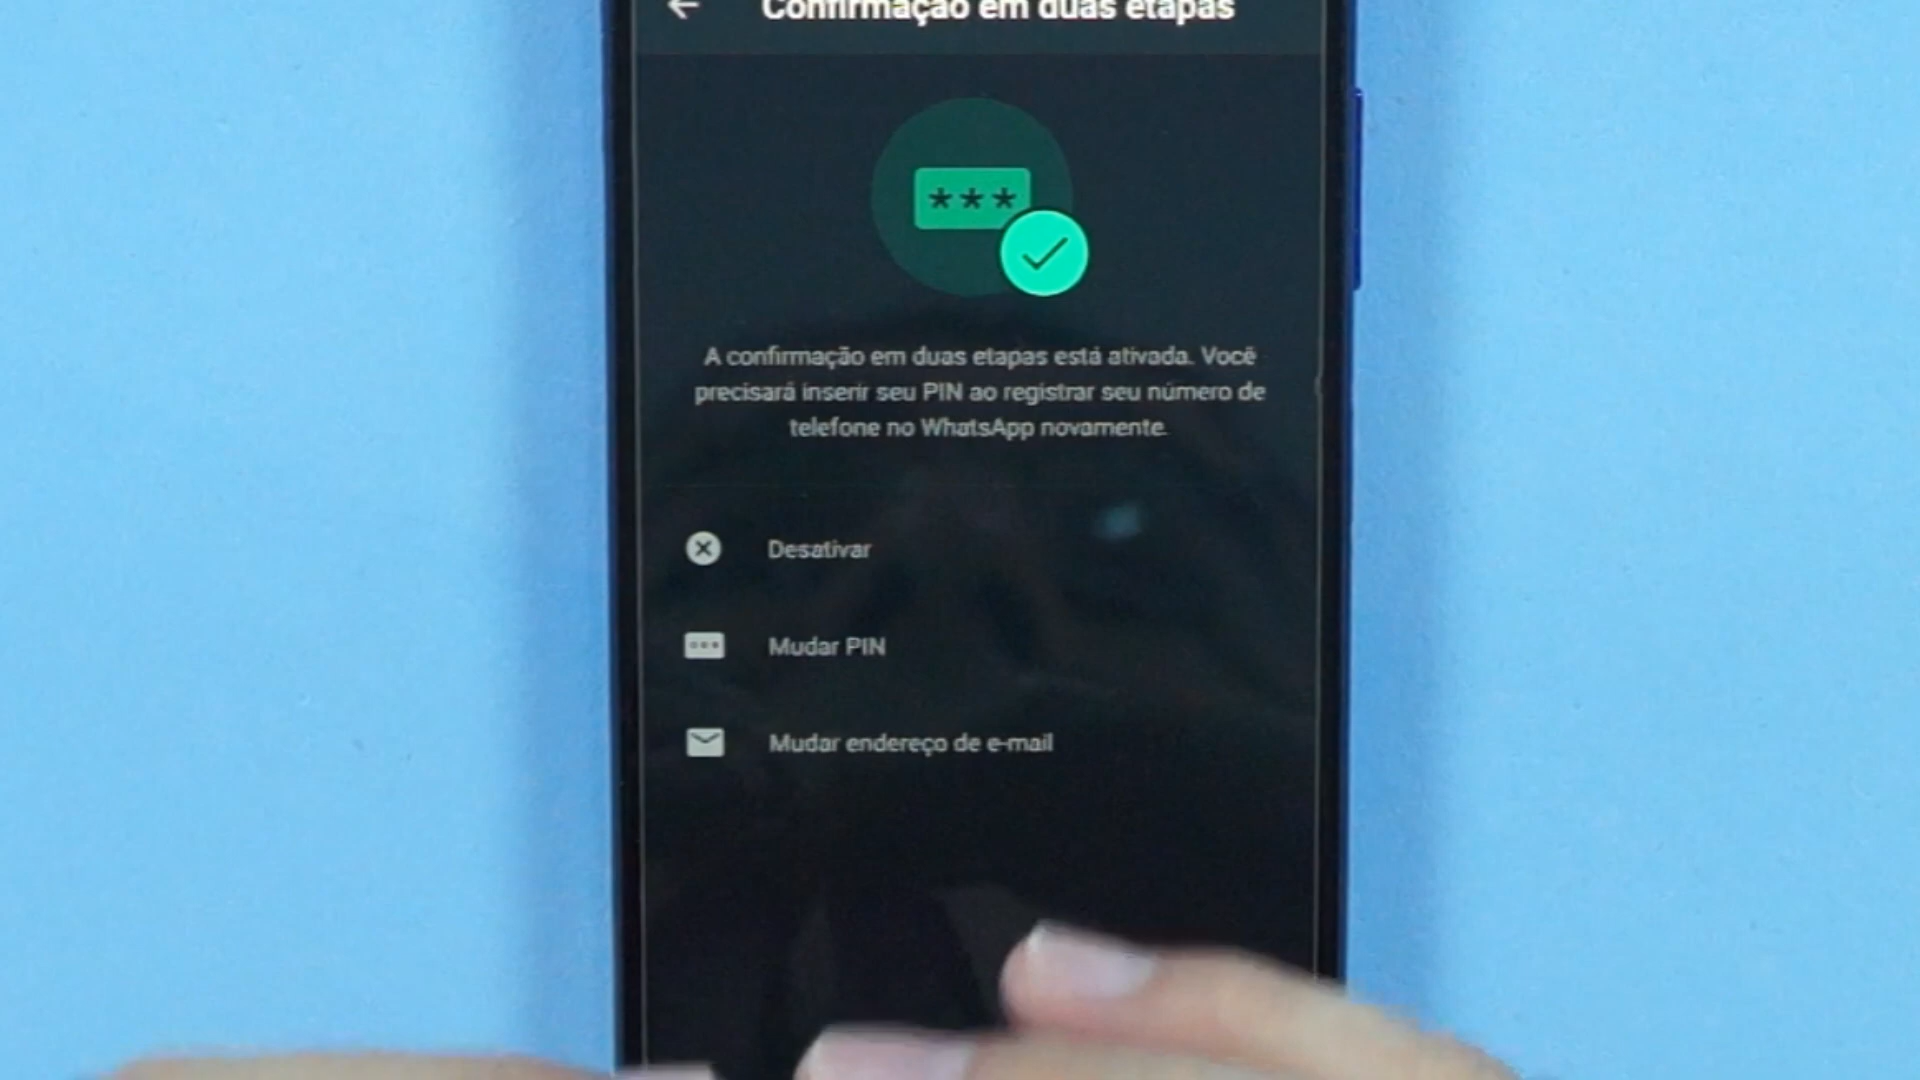 Confirmação em duas etapas
***
A confirmação em duas etapas está ativada. Você
precisará inserir seu PIN ao registrar seu número de
telefone no WhatsApp novamente.
Desativar
Mudar PIN
Mudar endereço de e-mail